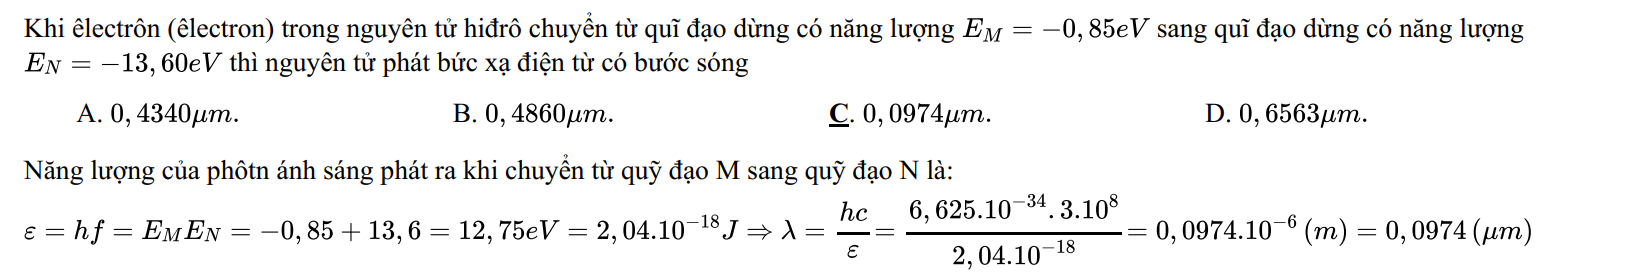 Khi êlectrôn (êlectron) trong nguyên tử hiđrô chuyển từ quĩ đạo dừng có năng lượng $E_M = -0,85eV$ sang quĩ đạo dừng có năng lượng
$E_N = -13,60eV$ thì nguyên tử phát bức xạ điện từ có bước sóng
A. $0,4340\mu m$. B. $0,4860\mu m$. C. $0,0974\mu m$. D. $0,6563\mu m$.
Năng lượng của phôtn ánh sáng phát ra khi chuyển từ quỹ đạo M sang quỹ đạo N là:
$\varepsilon = hf = E_M E_N = -0,85 + 13,6 = 12,75eV = 2,04.10^{-18} J \Rightarrow \lambda = \frac{hc}{\varepsilon} = \frac{6,625.10^{-34}.3.10^8}{2,04.10^{-18}} = 0,0974.10^{-6} (m) = 0,0974 (\mu m)$